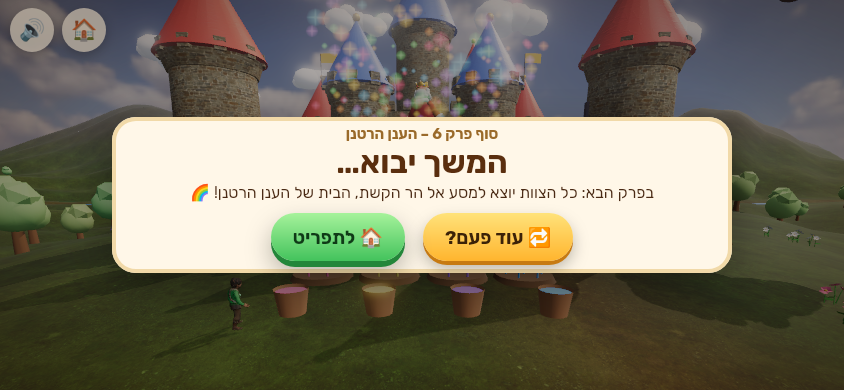 סוף פרק 6 – הענן הרטנן
המשך יבוא...
בפרק הבא: כל הצוות יוצא למסע אל הר הקשת, הבית של הענן הרטנן! 🌈
🔁 עוד פעם?
🏠 לתפריט